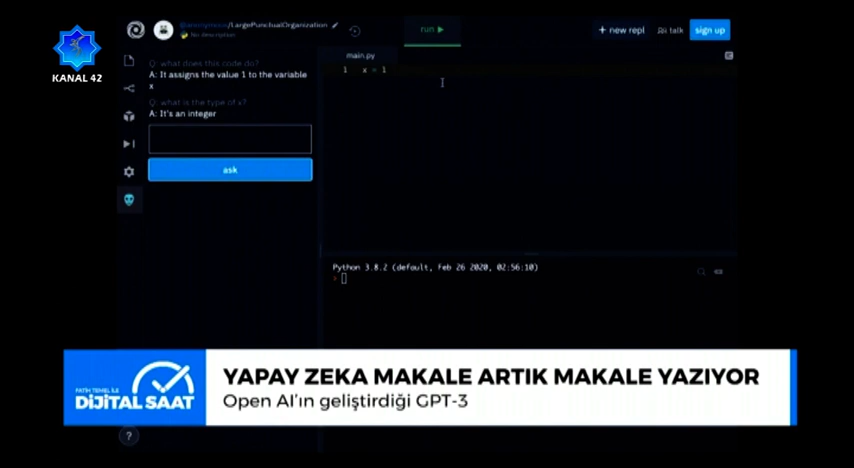 /LargePunctualOrganization
No description
run
+ new repl
talk
sign up
KANAL 42
main.py
1 x = 1
Q: what does this code do?
A: It assigns the value 1 to the variable
x
Q: what is the type of x?
A: It's an integer
ask
Python 3.8.2 (default, Feb 26 2020, 02:56:10)
YAPAY ZEKA MAKALE ARTIK MAKALE YAZIYOR
Open AI'ın geliştirdiği GPT-3
FATİH TEMEL İLE
DİJİTAL SAAT
?